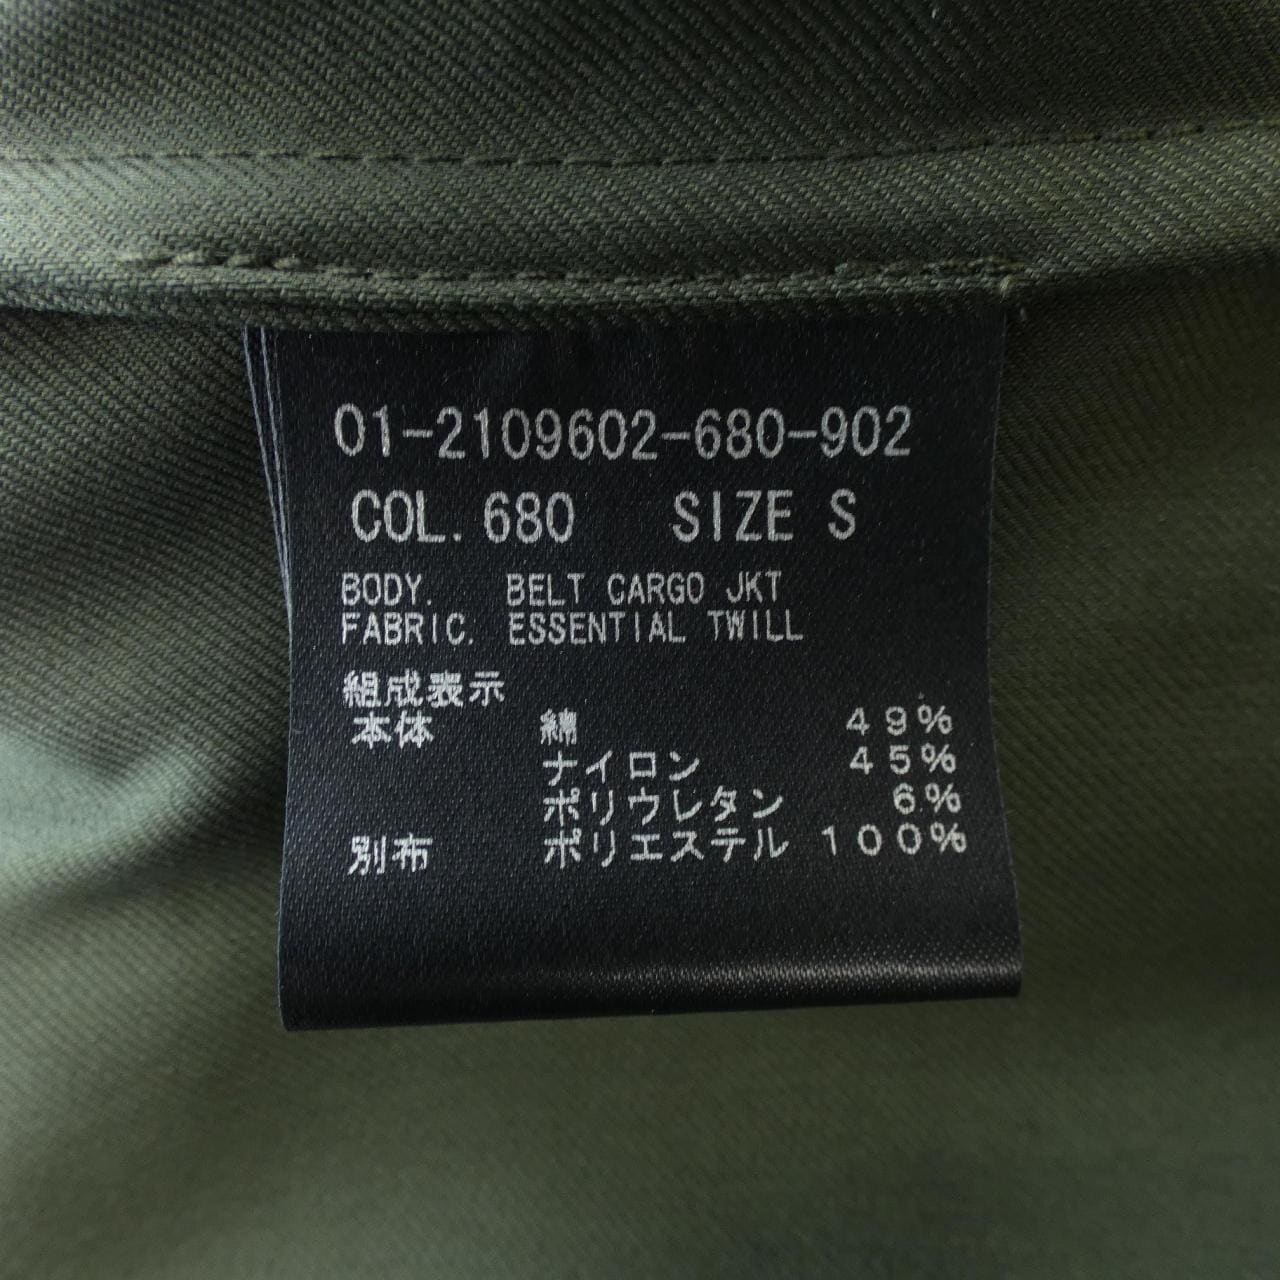 01-2109602-680-902
COL. 680 SIZE S
BODY. BELT CARGO JKT
FABRIC. ESSENTIAL TWILL
組成表示
本体 綿 49%
ナイロン 45%
ポリウレタン 6%
別布 ポリエステル 100%